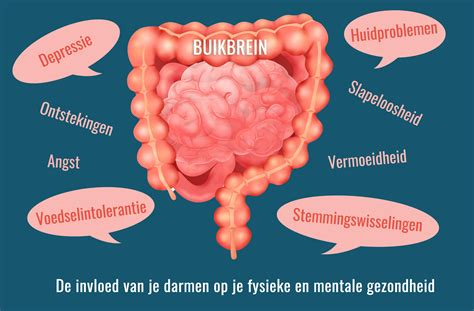 BUIKBREIN
Depressie
Huidproblemen
Ontstekingen
Slapeloosheid
Angst
Vermoeidheid
Voedselintolerantie
Stemmingswisselingen
De invloed van je darmen op je fysieke en mentale gezondheid